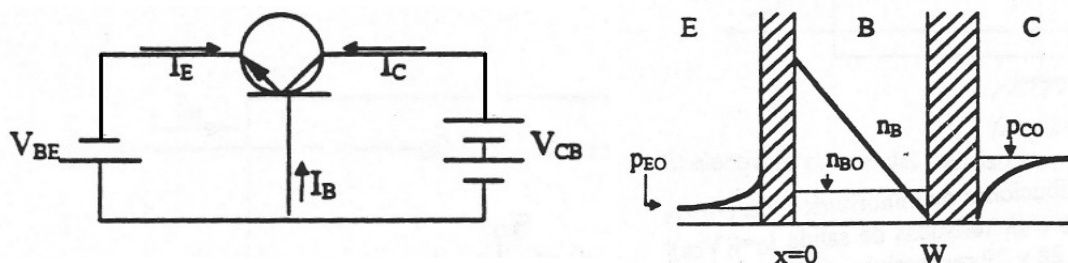 I_E
I_C
V_BE
V_CB
I_B
E B C
n_B
p_CO
p_EO
n_BO
x=0 W